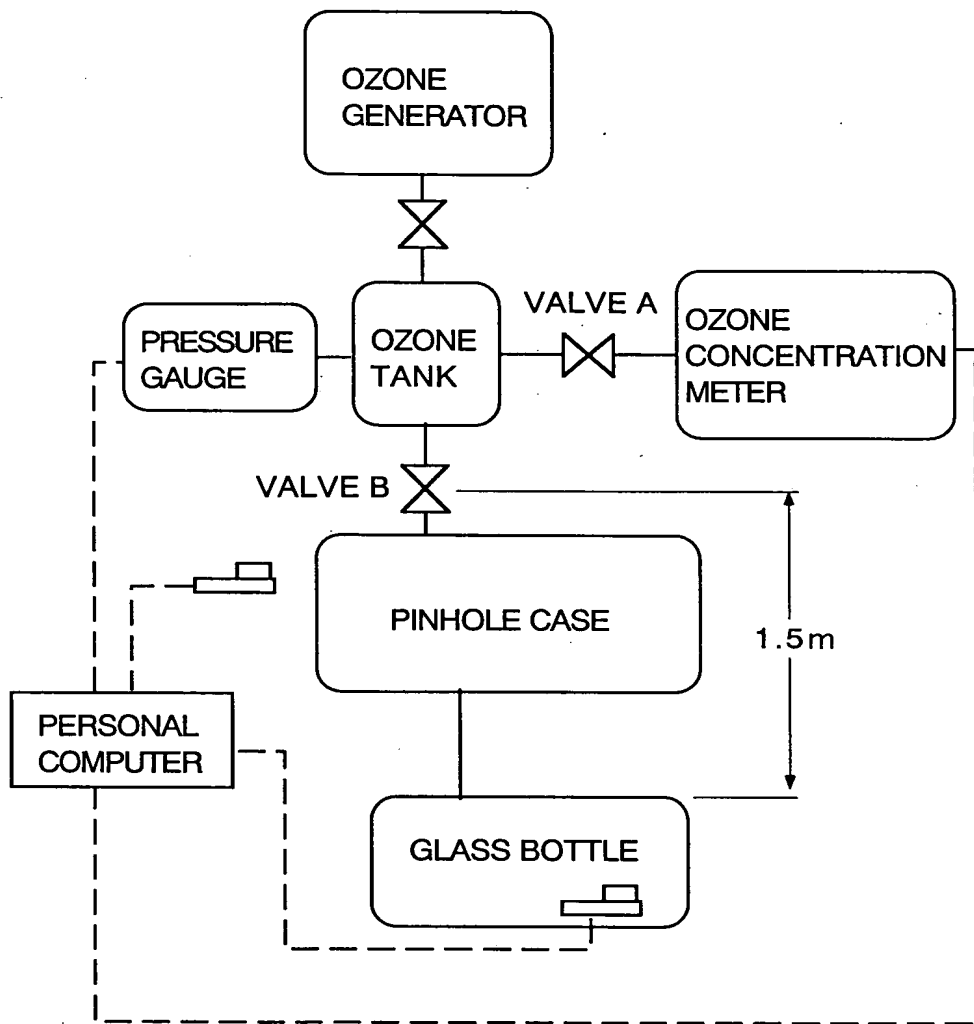 OZONE
GENERATOR
VALVE A
PRESSURE
GAUGE
OZONE
TANK
OZONE
CONCENTRATION
METER
VALVE B
PINHOLE CASE
1.5m
PERSONAL
COMPUTER
GLASS BOTTLE